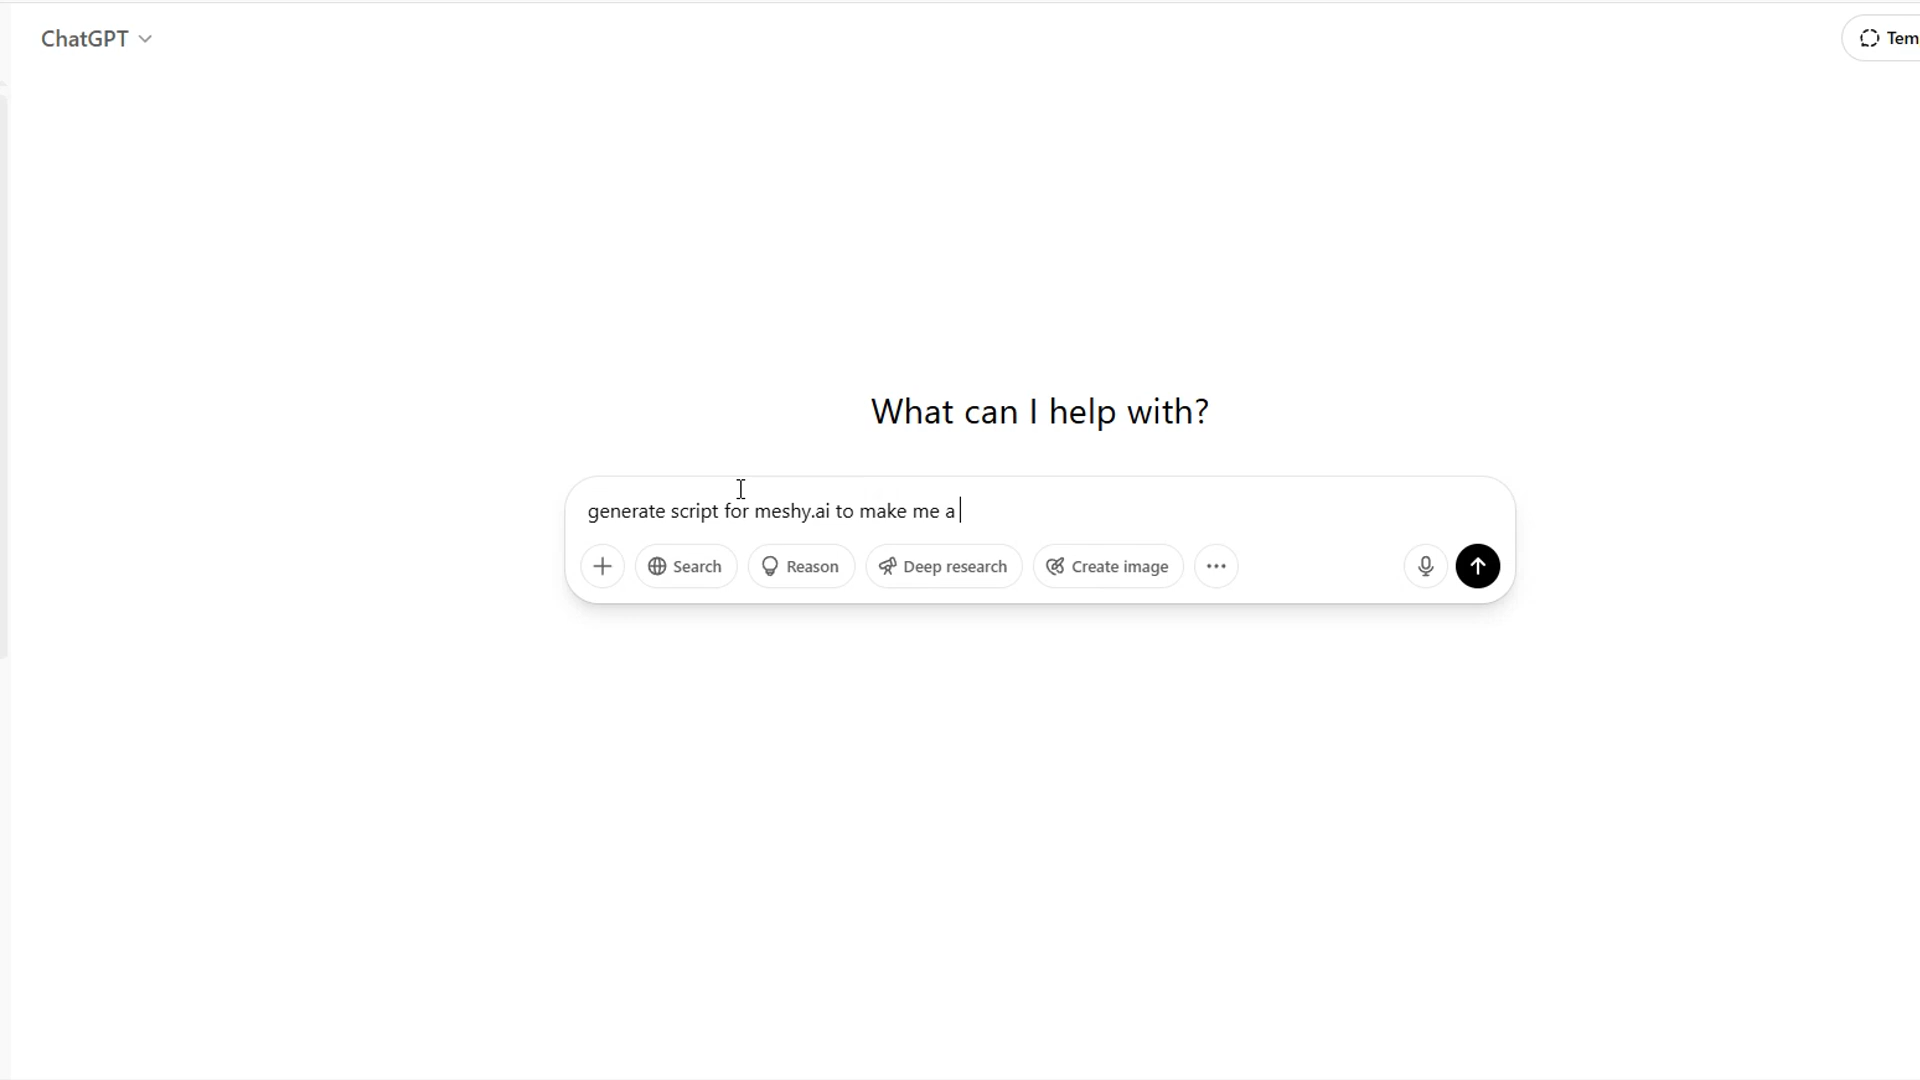 ChatGPT
Tem
What can I help with?
generate script for meshy.ai to make me a
Search
Reason
Deep research
Create image